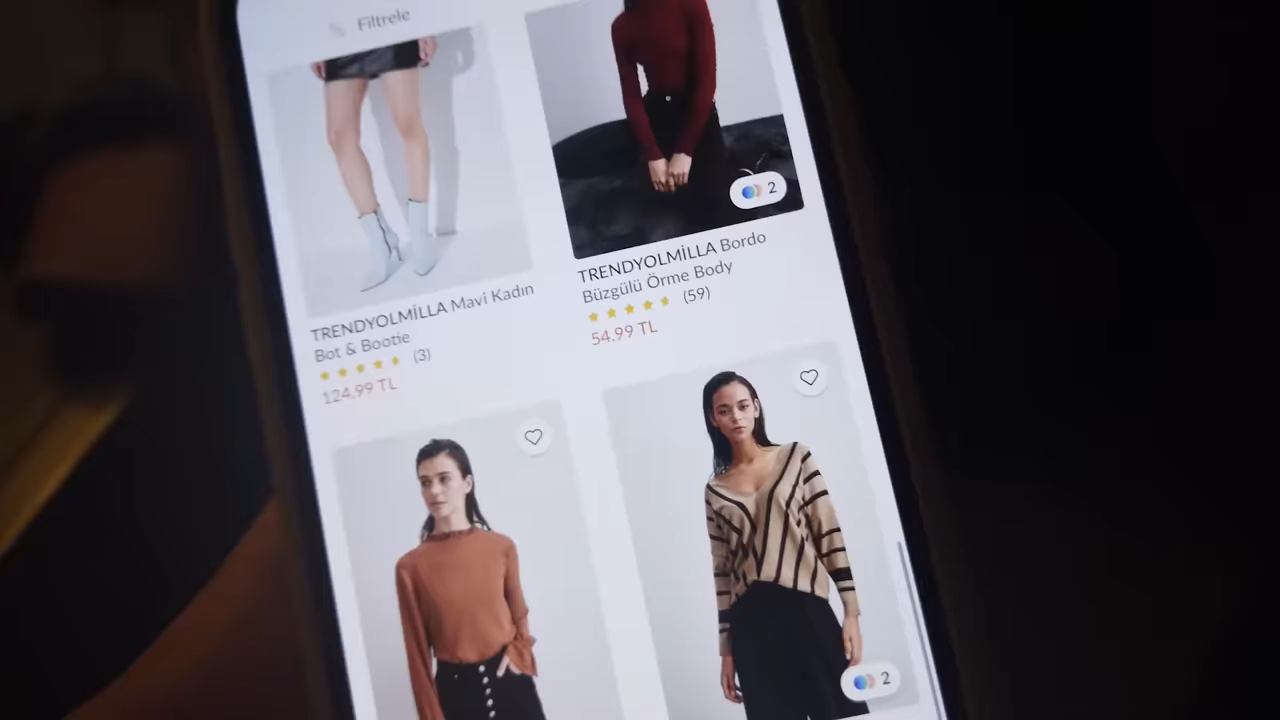 Filtrele
2
TRENDYOLMİLLA Mavi Kadın
Bot & Bootie
(3)
124.99 TL
TRENDYOLMİLLA Bordo
Büzgülü Örme Body
(59)
54.99 TL
2